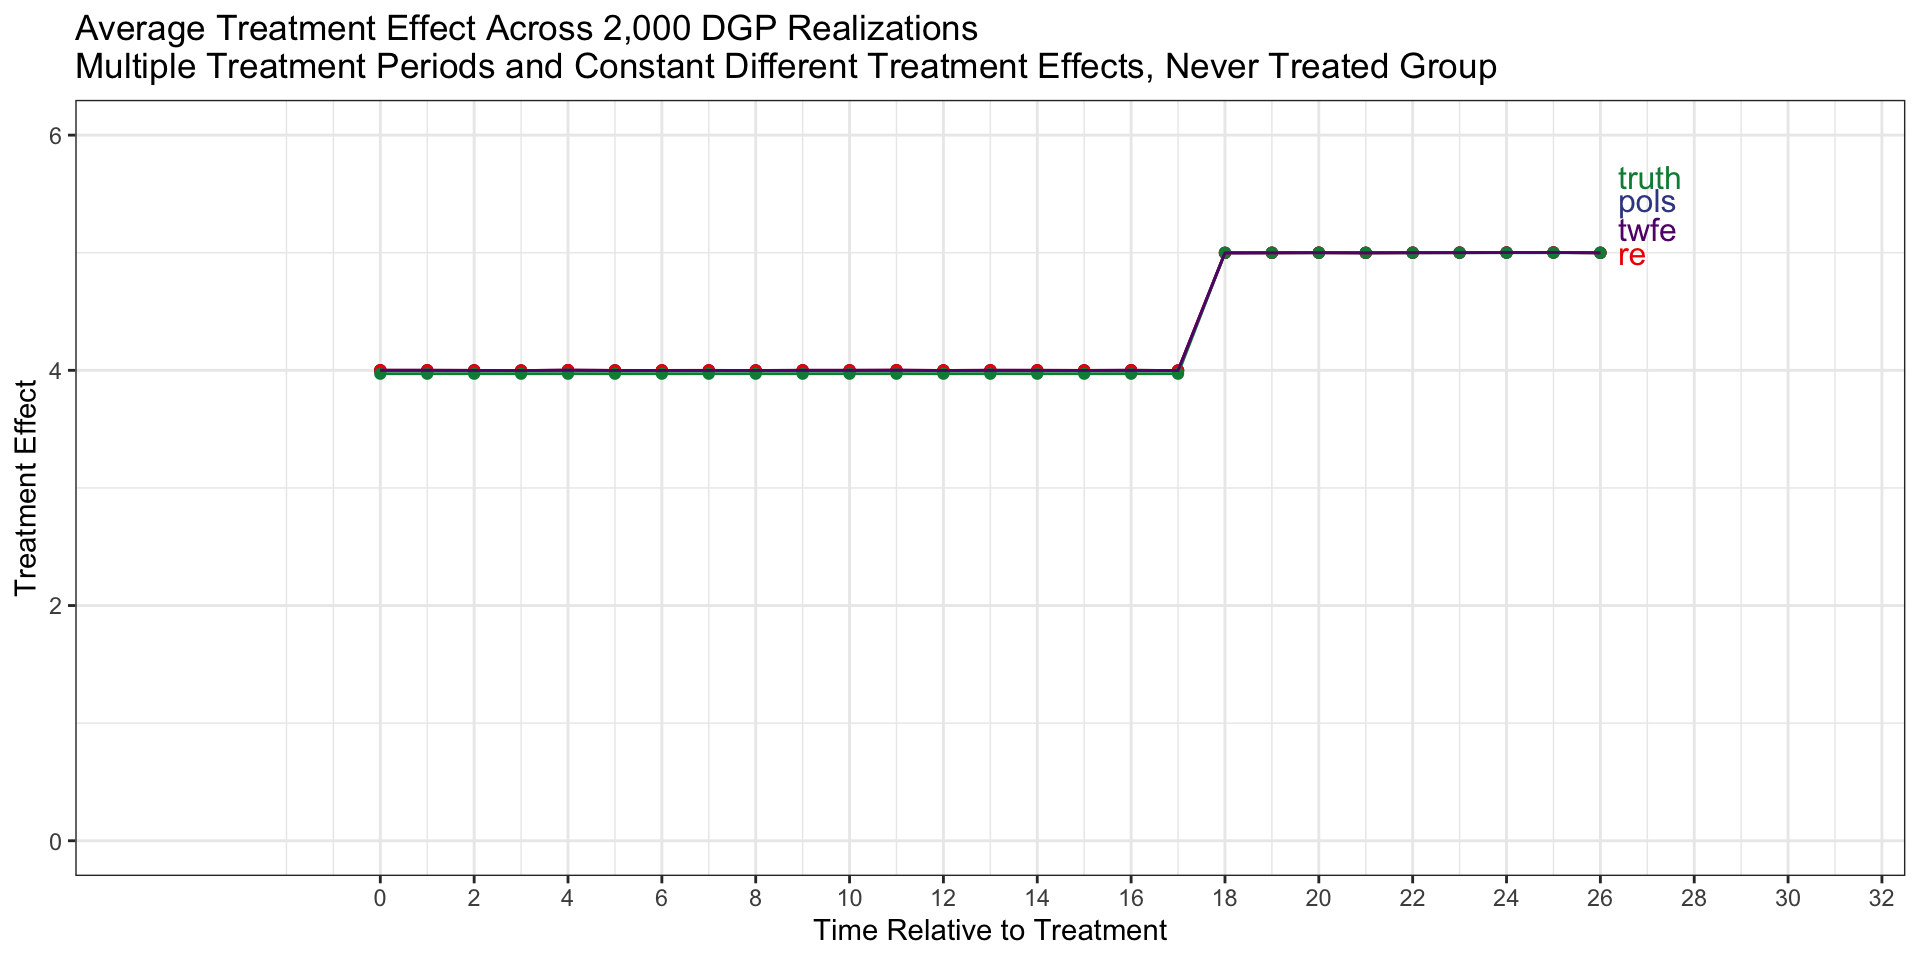 Average Treatment Effect Across 2,000 DGP Realizations
Multiple Treatment Periods and Constant Different Treatment Effects, Never Treated Group
6
4
2
0
Treatment Effect
truth
pols
twfe
re
0 2 4 6 8 10 12 14 16 18 20 22 24 26 28 30 32
Time Relative to Treatment